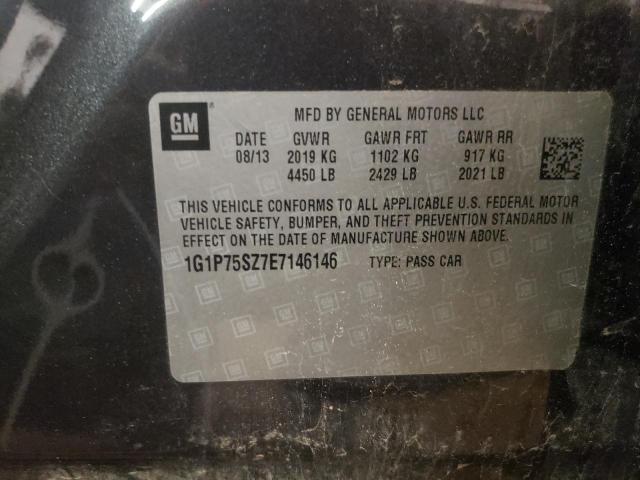 GM
®
MFD BY GENERAL MOTORS LLC
DATE GVWR GAWR FRT GAWR RR
08/13 2019 KG 1102 KG 917 KG
4450 LB 2429 LB 2021 LB
THIS VEHICLE CONFORMS TO ALL APPLICABLE U.S. FEDERAL MOTOR
VEHICLE SAFETY, BUMPER, AND THEFT PREVENTION STANDARDS IN
EFFECT ON THE DATE OF MANUFACTURE SHOWN ABOVE.
1G1P75SZ7E7146146 TYPE: PASS CAR